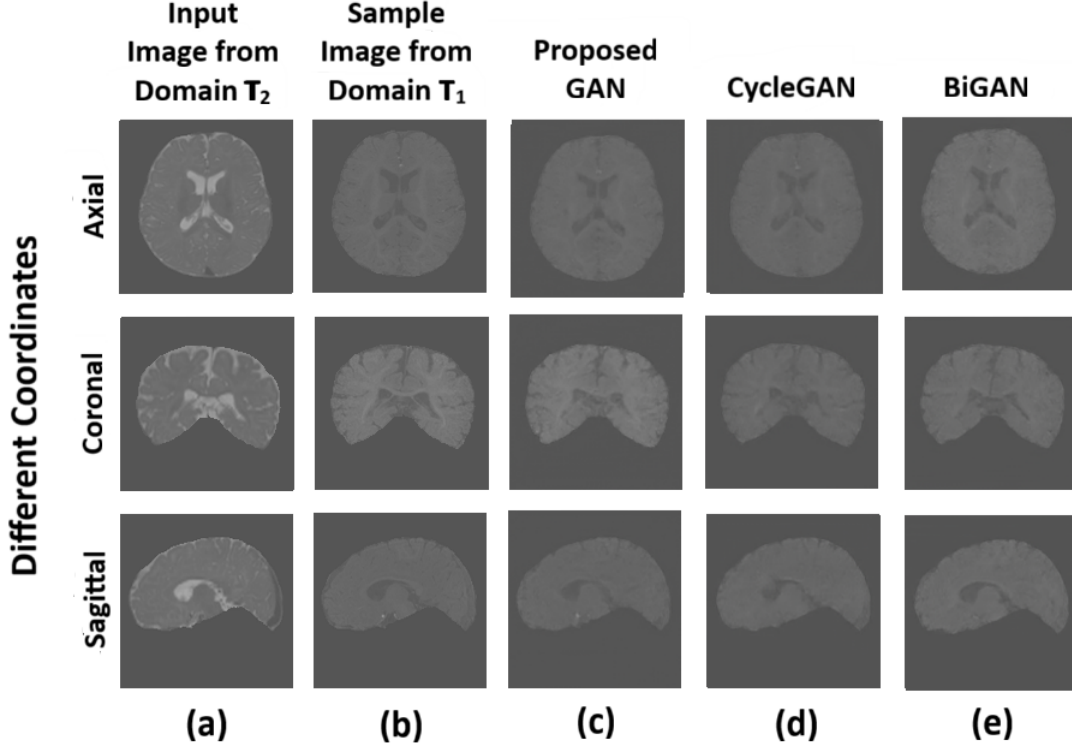 Input
Image from
Domain T₂
Sample
Image from
Domain T₁
Proposed
GAN
CycleGAN
BiGAN
Different Coordinates
Axial
Coronal
Sagittal
(a)
(b)
(c)
(d)
(e)